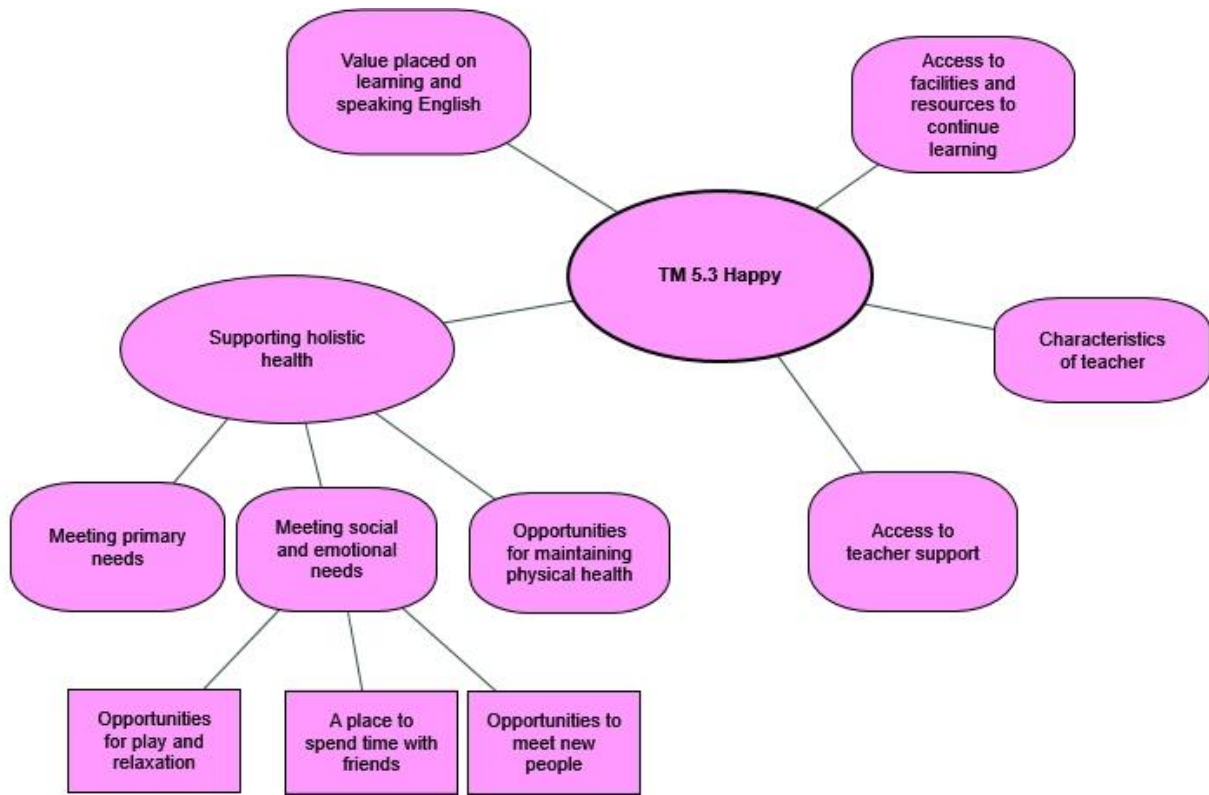 Value placed on
learning and
speaking English
Access to
facilities and
resources to
continue
learning
TM 5.3 Happy
Supporting holistic
health
Characteristics
of teacher
Meeting primary
needs
Meeting social
and emotional
needs
Opportunities
for maintaining
physical health
Access to
teacher support
Opportunities
for play and
relaxation
A place to
spend time with
friends
Opportunities to
meet new
people